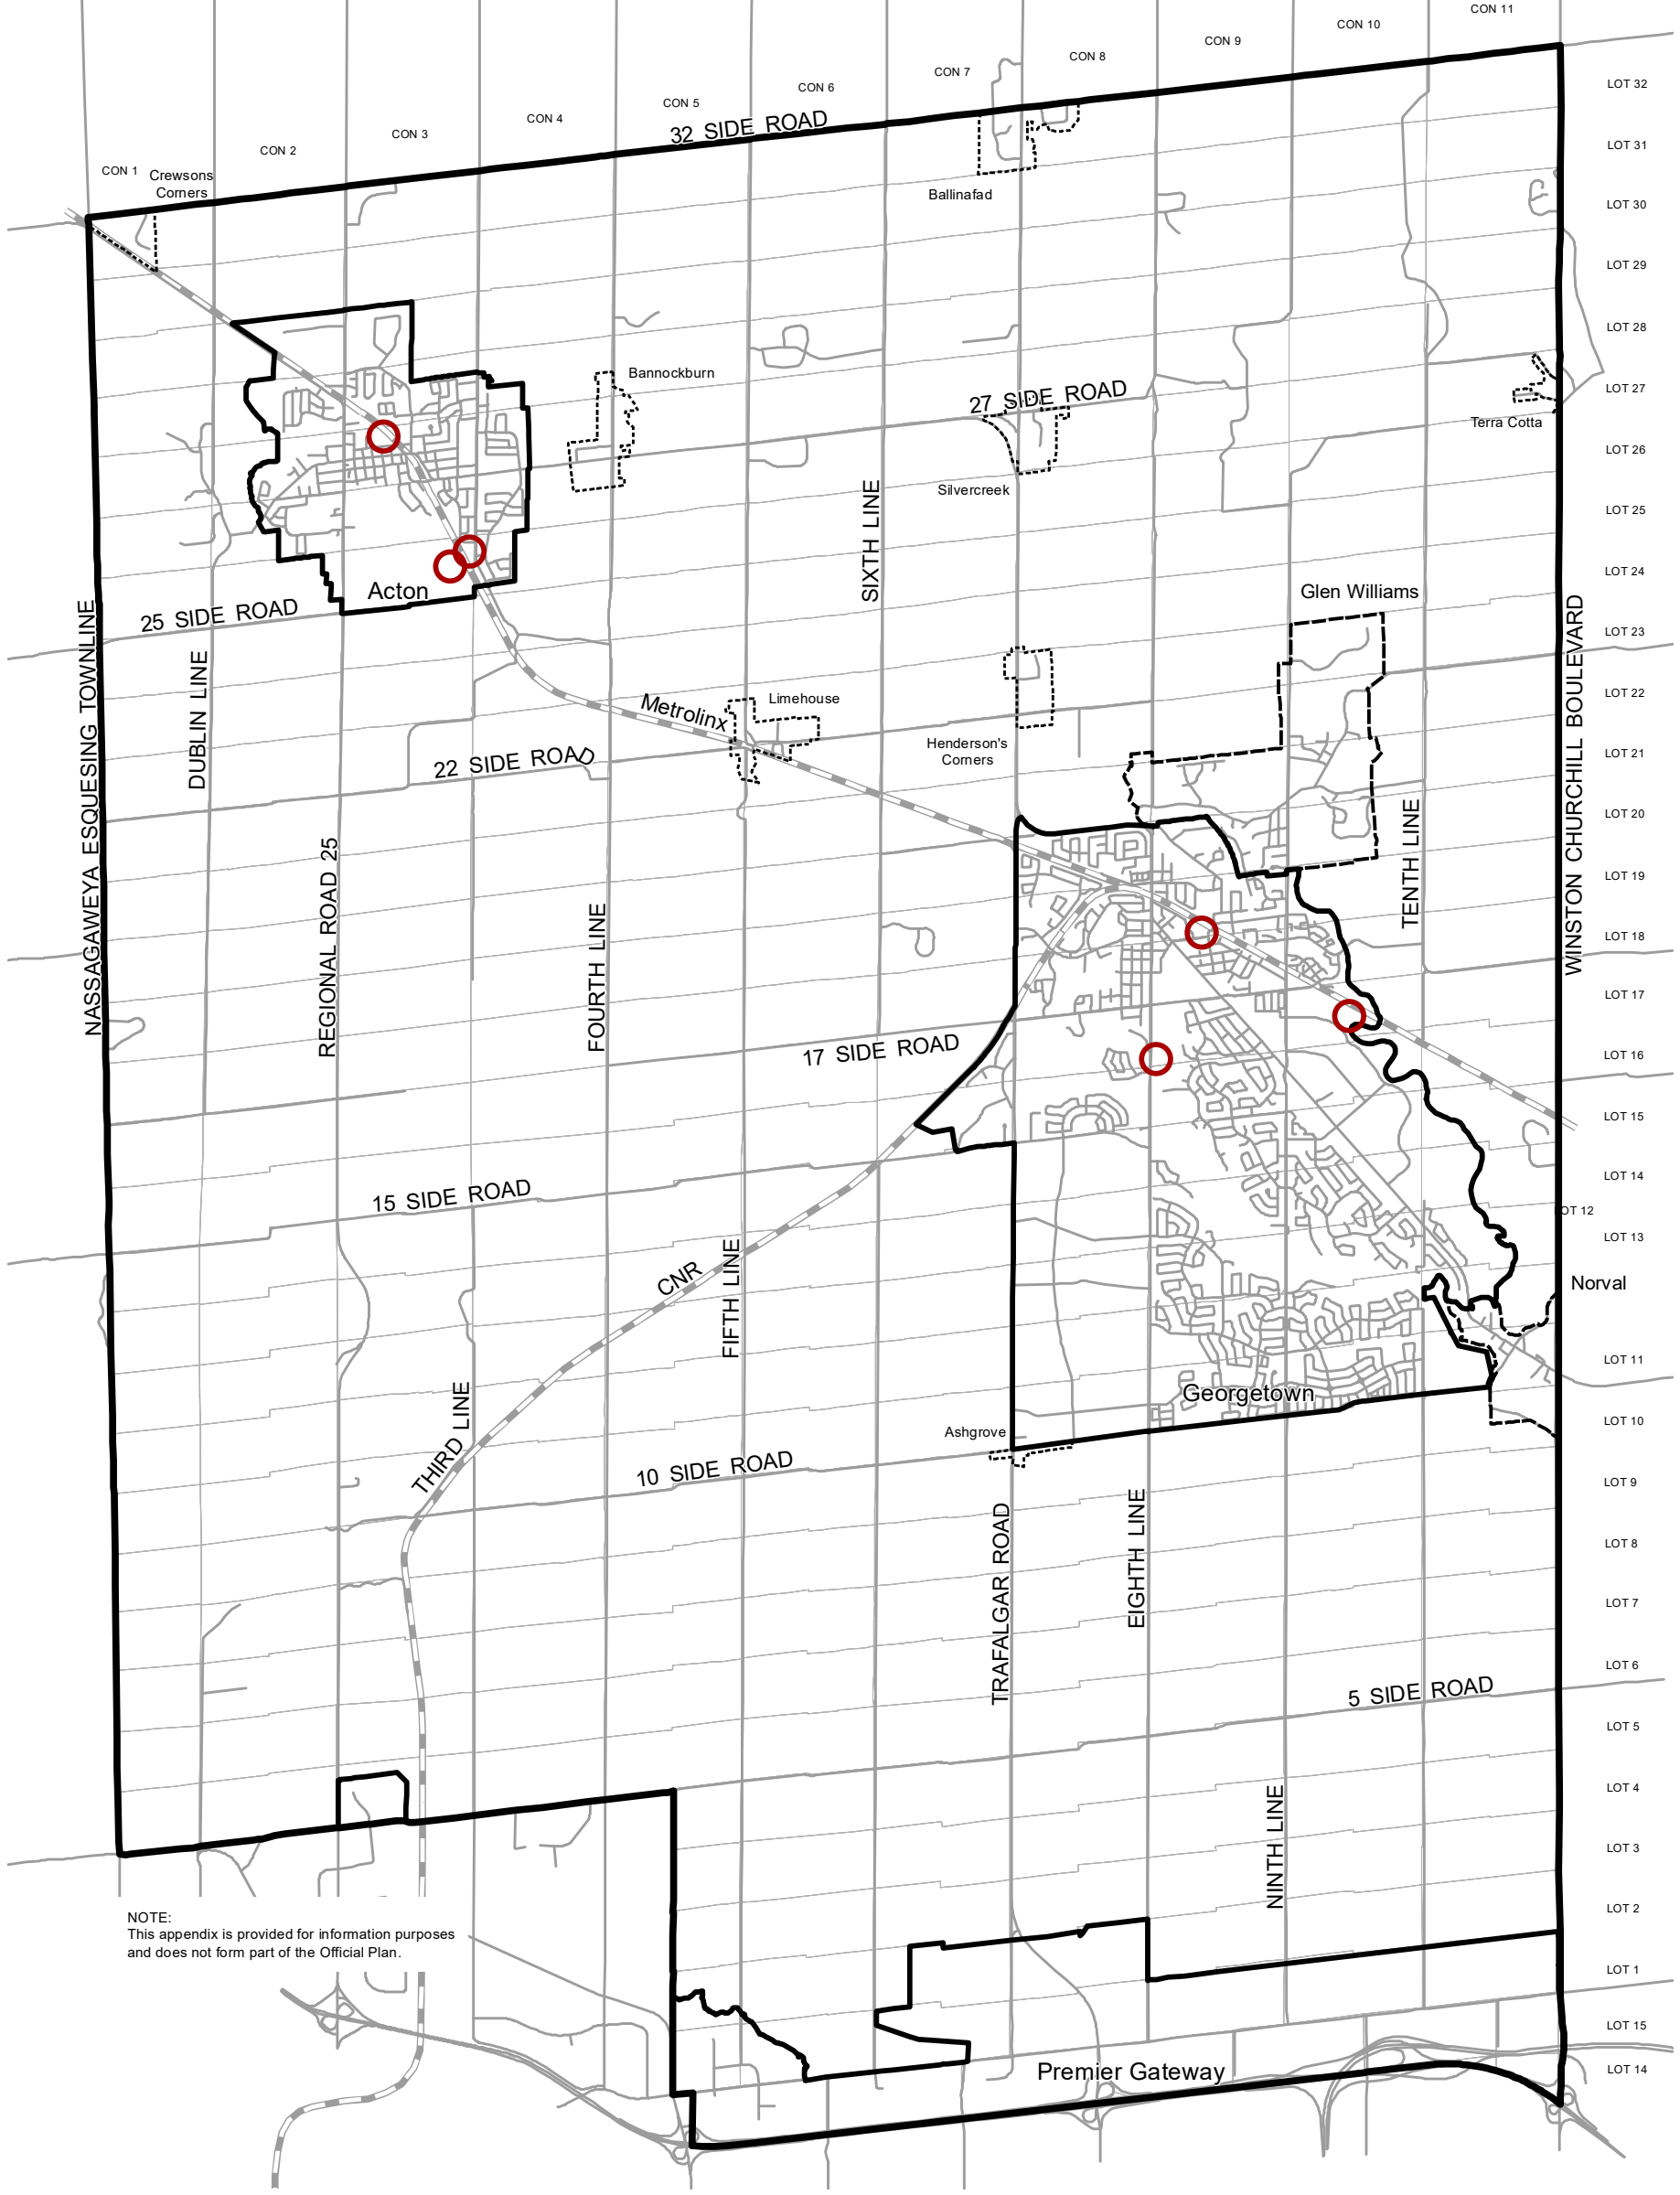 CON 11
CON 10
CON 9
CON 8
CON 7
CON 6
CON 5
CON 4
CON 3
CON 2
CON 1
32 SIDE ROAD
Crewsons
Corners
Ballinafad
LOT 32
LOT 31
LOT 30
LOT 29
LOT 28
LOT 27
LOT 26
LOT 25
LOT 24
LOT 23
LOT 22
LOT 21
LOT 20
LOT 19
LOT 18
LOT 17
LOT 16
LOT 15
LOT 14
OT 12
LOT 13
LOT 11
LOT 10
LOT 9
LOT 8
LOT 7
LOT 6
LOT 5
LOT 4
LOT 3
LOT 2
LOT 1
LOT 15
LOT 14
Bannockburn
27 SIDE ROAD
Terra Cotta
Silvercreek
SIXTH LINE
Acton
Glen Williams
25 SIDE ROAD
NASSAGAWEYA ESQUESING TOWNLINE
DUBLIN LINE
WINSTON CHURCHILL BOULEVARD
Metrolinx
Limehouse
Henderson's
Corners
22 SIDE ROAD
TENTH LINE
REGIONAL ROAD 25
FOURTH LINE
17 SIDE ROAD
15 SIDE ROAD
CNR
FIFTH LINE
Norval
THIRD LINE
Georgetown
Ashgrove
10 SIDE ROAD
TRAFALGAR ROAD
EIGHTH LINE
5 SIDE ROAD
NINTH LINE
NOTE:
This appendix is provided for information purposes
and does not form part of the Official Plan.
Premier Gateway